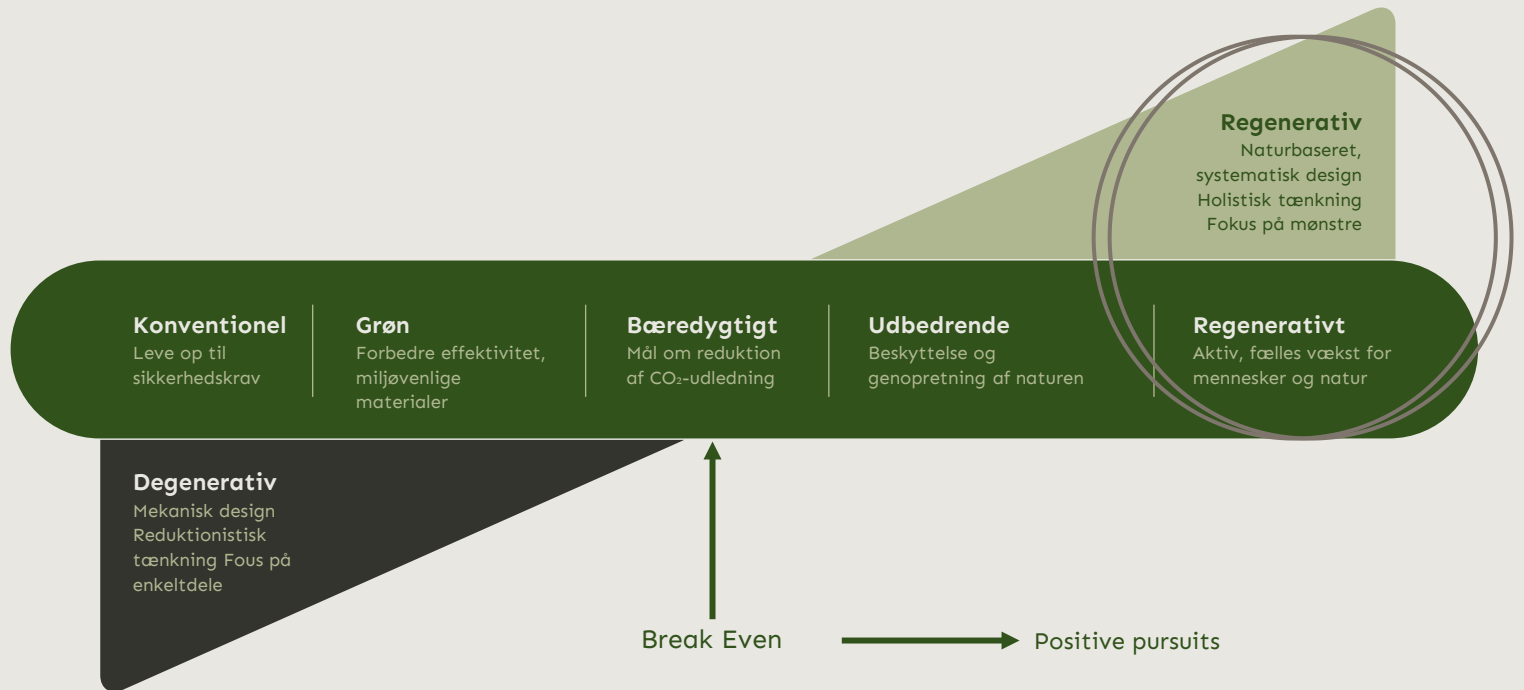 Regenerativ
Naturbaseret,
systematisk design
Holistisk tænkning
Fokus på mønstre
Konventionel
Leve op til
sikkerhedskrav
Grøn
Forbedre effektivitet,
miljøvenlige
materialer
Bæredygtigt
Mål om reduktion
af CO₂-udledning
Udbedrende
Beskyttelse og
genopretning af naturen
Regenerativt
Aktiv, fælles vækst for
mennesker og natur
Degenerativ
Mekanisk design
Reduktionistisk
tænkning Fous på
enkeltdele
Break Even
Positive pursuits